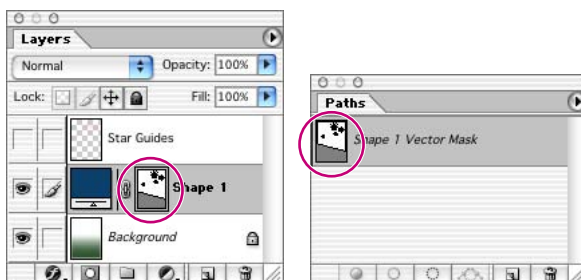 Layers
Normal Opacity: 100%
Lock: Fill: 100%
Star Guides
Shape 1
Background
Paths
Shape 1 Vector Mask